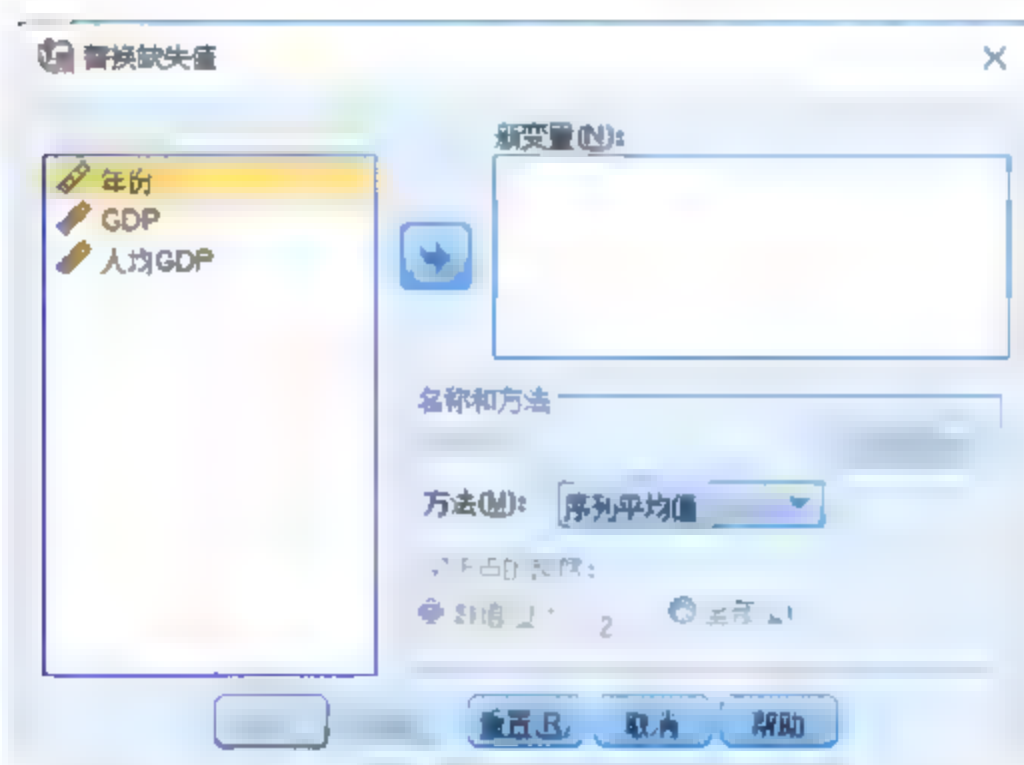 替换缺失值
新变量(N):
年份
GDP
人均GDP
名称和方法
方法(M): 序列平均值
2
重置 R 取消 帮助